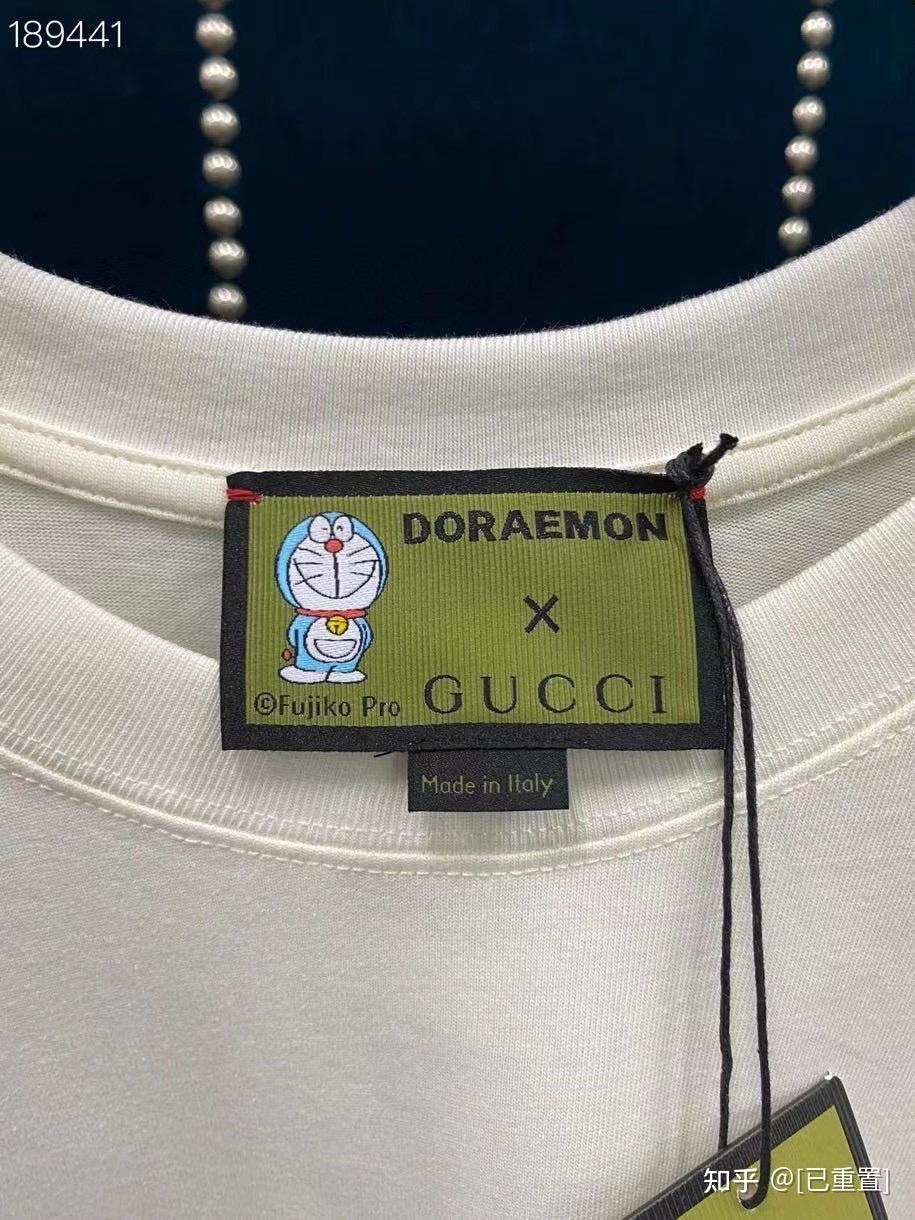 189441
DORAEMON
X
GUCCI
©Fujiko Pro
Made in Italy
知乎 @[已重置]